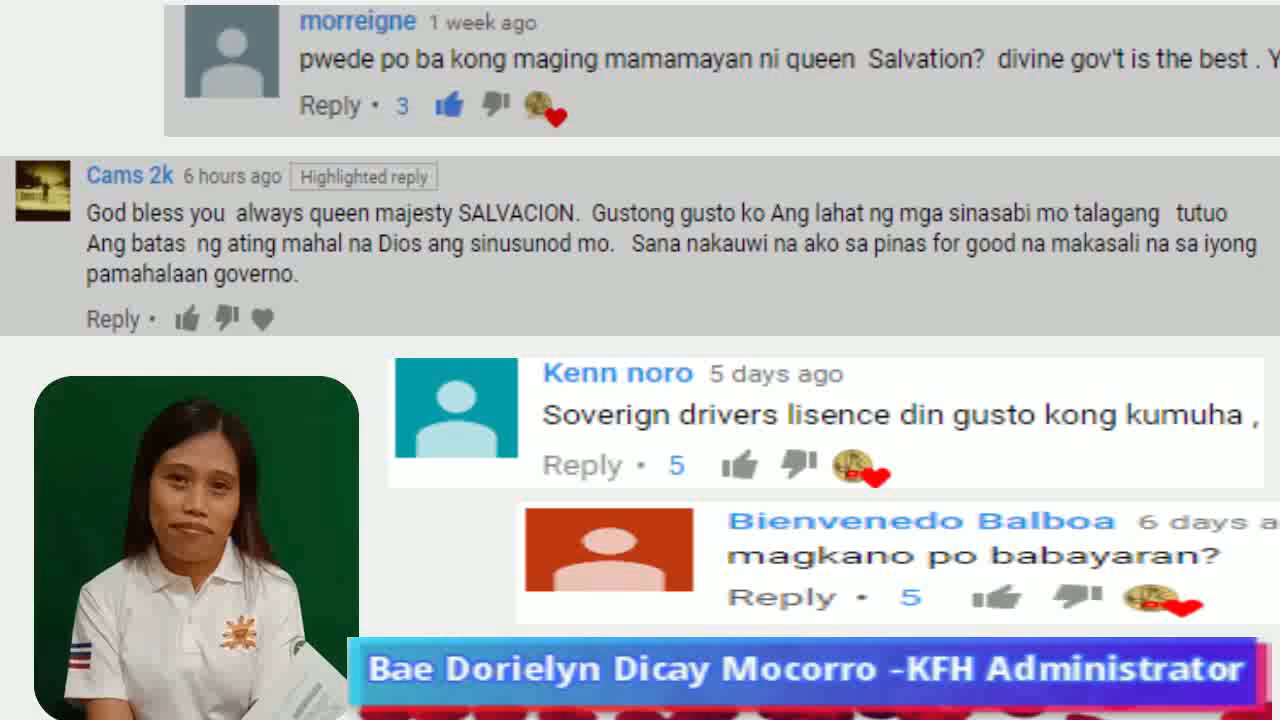 morreigne 1 week ago
pwede po ba kong maging mamamayan ni queen Salvation? divine gov't is the best . Y
Reply • 3
Cams 2k 6 hours ago Highlighted reply
God bless you always queen majesty SALVACION. Gustong gusto ko Ang lahat ng mga sinasabi mo talagang tutuo
Ang batas ng ating mahal na Dios ang sinusunod mo. Sana nakauwi na ako sa pinas for good na makasali na sa iyong
pamahalaan governo.
Reply •
Kenn noro 5 days ago
Soverign drivers lisence din gusto kong kumuha ,
Reply • 5
Bienvenedo Balboa 6 days a
magkano po babayaran?
Reply • 5
Bae Dorielyn Dicay Mocorro -KFH Administrator